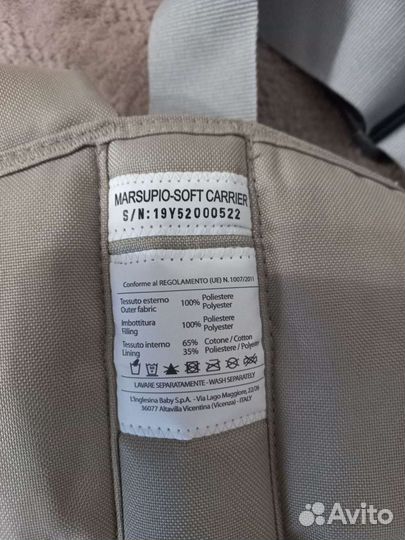 MARSUPIO-SOFT CARRIER
S/N:19Y52000522
Conforme al REGOLAMENTO (UE) N. 1007/2011
Tessuto esterno 100% Poliestere
Outer fabric Polyester
Imbottitura 100% Poliestere
Filling Polyester
Tessuto interno 65% Cotone / Cotton
Lining 35% Poliestere / Polyester
LAVARE SEPARATAMENTE - WASH SEPARATELY
L'Inglesina Baby S.p.A. - Via Lago Maggiore, 22/26
36077 Altavilla Vicentina (Vicenza) - ITALY
Avito